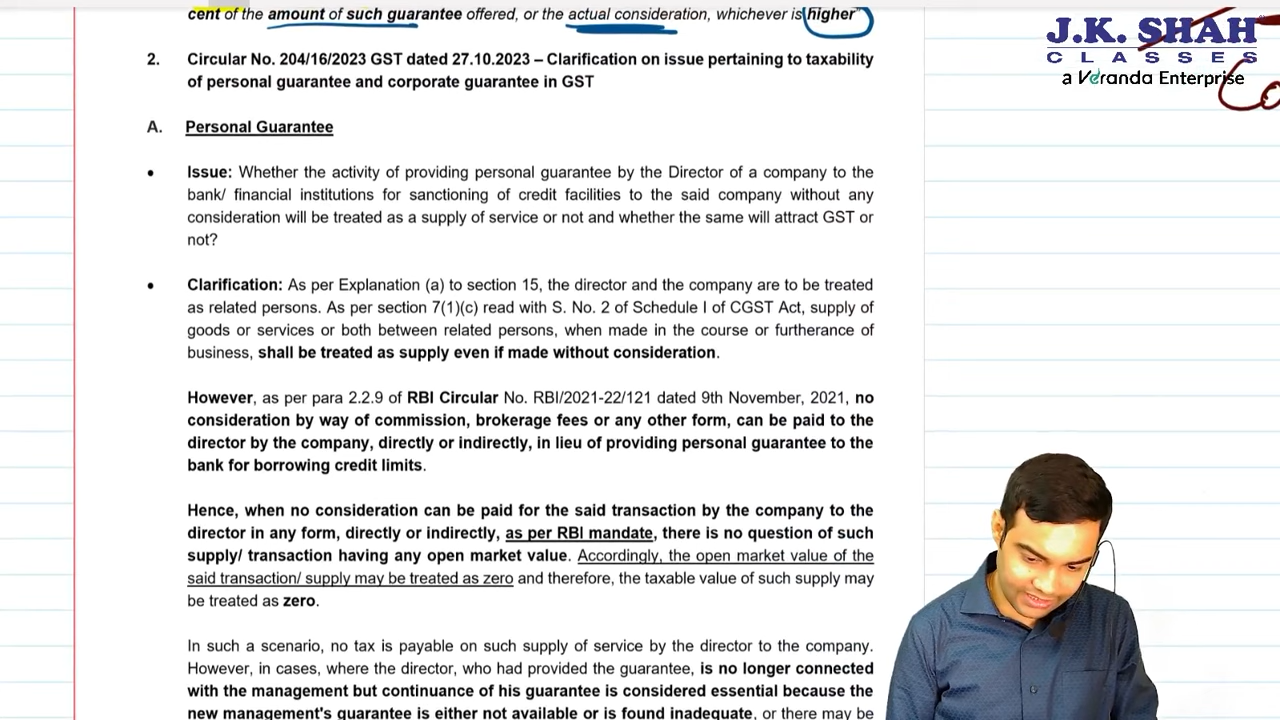 cent of the amount of such guarantee offered, or the actual consideration, whichever is higher"
J.K. SHAH
CLASSES
a Veranda Enterprise
Co
2. Circular No. 204/16/2023 GST dated 27.10.2023 – Clarification on issue pertaining to taxability
of personal guarantee and corporate guarantee in GST
A. Personal Guarantee
• Issue: Whether the activity of providing personal guarantee by the Director of a company to the
bank/ financial institutions for sanctioning of credit facilities to the said company without any
consideration will be treated as a supply of service or not and whether the same will attract GST or
not?
• Clarification: As per Explanation (a) to section 15, the director and the company are to be treated
as related persons. As per section 7(1)(c) read with S. No. 2 of Schedule I of CGST Act, supply of
goods or services or both between related persons, when made in the course or furtherance of
business, shall be treated as supply even if made without consideration.
However, as per para 2.2.9 of RBI Circular No. RBI/2021-22/121 dated 9th November, 2021, no
consideration by way of commission, brokerage fees or any other form, can be paid to the
director by the company, directly or indirectly, in lieu of providing personal guarantee to the
bank for borrowing credit limits.
Hence, when no consideration can be paid for the said transaction by the company to the
director in any form, directly or indirectly, as per RBI mandate, there is no question of such
supply/ transaction having any open market value. Accordingly, the open market value of the
said transaction/ supply may be treated as zero and therefore, the taxable value of such supply may
be treated as zero.
In such a scenario, no tax is payable on such supply of service by the director to the company.
However, in cases, where the director, who had provided the guarantee, is no longer connected
with the management but continuance of his guarantee is considered essential because the
new management's guarantee is either not available or is found inadequate, or there may be